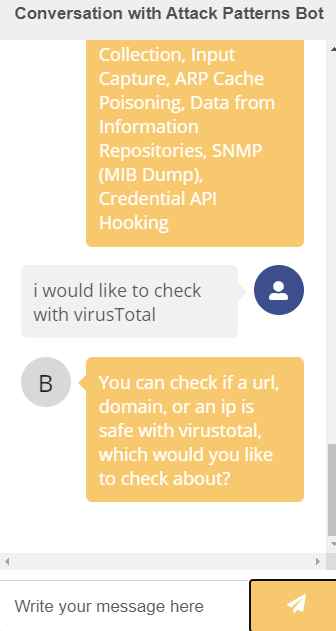 Conversation with Attack Patterns Bot
Collection, Input
Capture, ARP Cache
Poisoning, Data from
Information
Repositories, SNMP
(MIB Dump),
Credential API
Hooking
i would like to check
with virusTotal
B
You can check if a url,
domain, or an ip is
safe with virustotal,
which would you like
to check about?
Write your message here